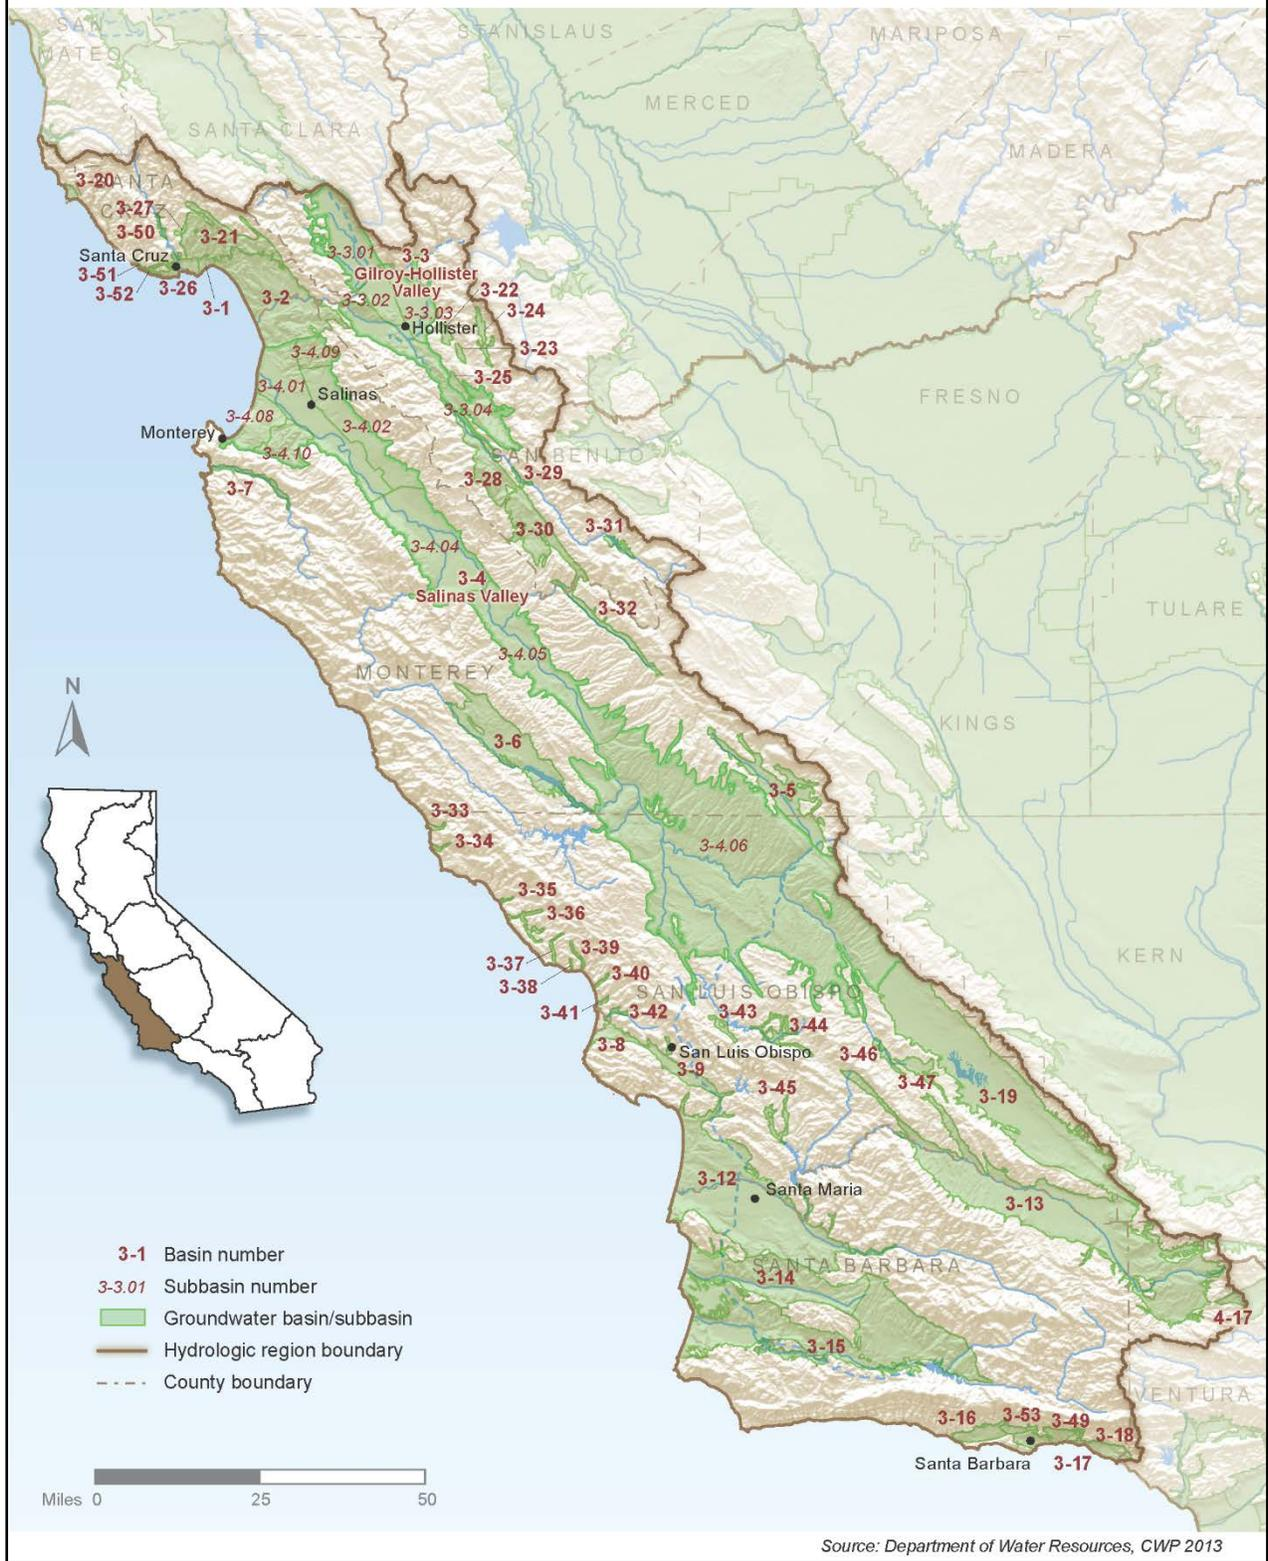 SAN
MATEO
STANISLAUS
MARIPOSA
MERCED
SANTA CLARA
MADERA
3-20
SANTA
CRUZ
3-27
3-50
3-21
Santa Cruz
3-51
3-52
3-26
3-1
3-2
3-3.01
3-3
Gilroy-Hollister
Valley
3-3.02
3-3.03
Hollister
3-22
3-24
3-23
3-25
3-4.09
3-4.01
Salinas
3-3.04
3-4.08
3-4.02
Monterey
3-4.10
FRESNO
SAN BENITO
3-7
3-28
3-29
3-30
3-31
3-4.04
3-4
Salinas Valley
3-32
TULARE
3-4.05
MONTEREY
N
3-6
KINGS
3-5
3-33
3-34
3-4.06
3-35
3-36
3-39
3-37
3-38
3-40
KERN
SAN LUIS OBISPO
3-41
3-42
3-43
3-44
3-8
San Luis Obispo
3-46
3-9
3-45
3-47
3-19
3-12
Santa Maria
3-13
SANTA BARBARA
3-14
4-17
3-15
VENTURA
3-16
3-53
3-49
3-18
Santa Barbara
3-17
3-1 Basin number
3-3.01 Subbasin number
Groundwater basin/subbasin
Hydrologic region boundary
County boundary
Miles 0 25 50
Source: Department of Water Resources, CWP 2013